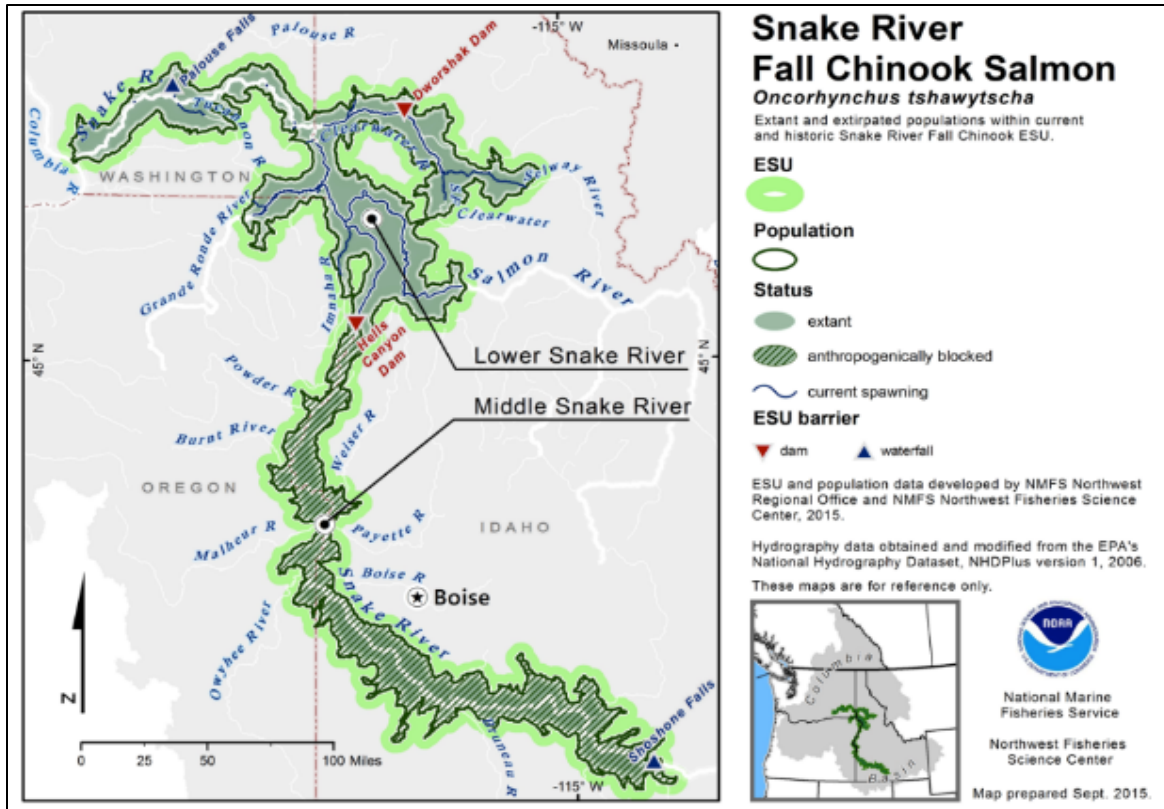 Snake River
Fall Chinook Salmon
Oncorhynchus tshawytscha
Extant and extirpated populations within current
and historic Snake River Fall Chinook ESU.
ESU
Population
Status
extant
anthropogenically blocked
current spawning
ESU barrier
dam
waterfall
ESU and population data developed by NMFS Northwest
Regional Office and NMFS Northwest Fisheries Science
Center, 2015.
Hydrography data obtained and modified from the EPA's
National Hydrography Dataset, NHDPlus version 1, 2006.
These maps are for reference only.
Columbia
Basin
NOAA
National Marine
Fisheries Service
Northwest Fisheries
Science Center
Map prepared Sept. 2015.
-115° W
Missoula
Palouse R
Palouse Falls
Snake R
Tucannon R
Columbia R
WASHINGTON
Dworshak Dam
Clearwater R
Selway River
SF
Clearwater
Grande Ronde River
Imnaha R
Salmon River
Hells
Canyon
Dam
45° N
45° N
Lower Snake River
Middle Snake River
Powder R
Burnt River
Weiser R
OREGON
IDAHO
Malheur R
Payette R
Boise R
Boise
Snake River
Owyhee River
Bruneau R
Shoshone Falls
N
0
25
50
100 Miles
-115° W